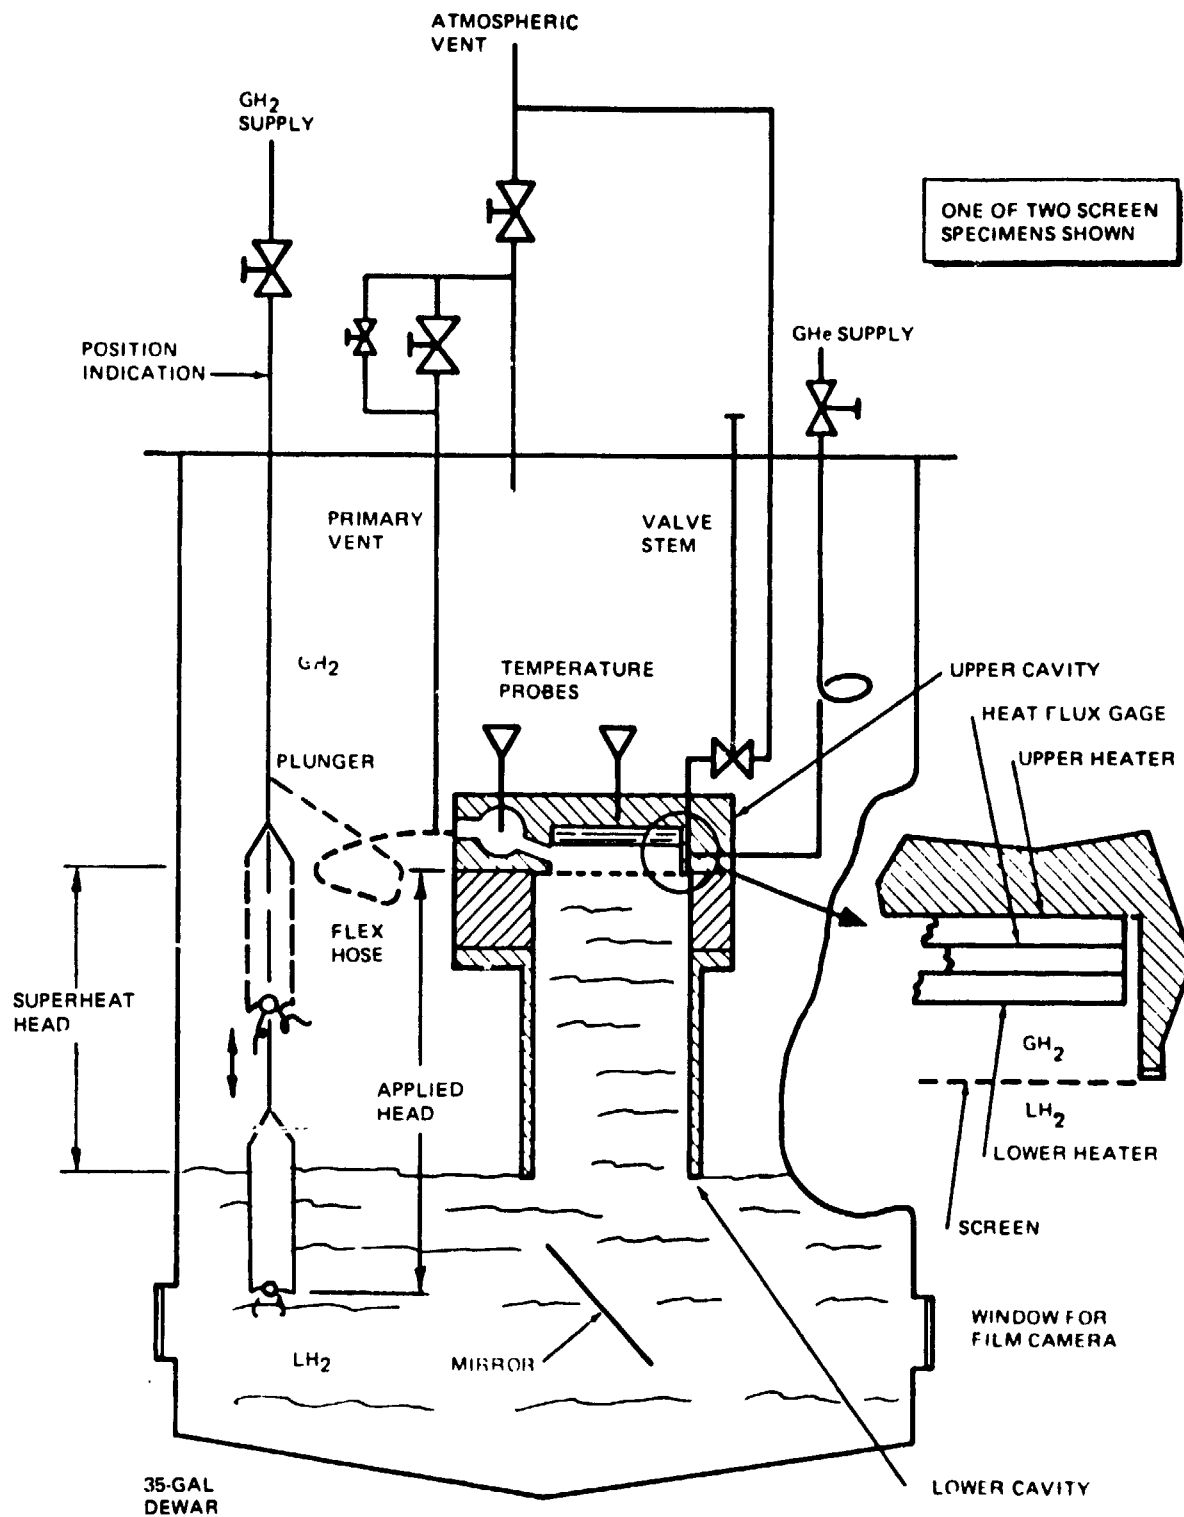 ATMOSPHERIC
VENT
GH2
SUPPLY
ONE OF TWO SCREEN
SPECIMENS SHOWN
POSITION
INDICATION
GHe SUPPLY
PRIMARY
VENT
VALVE
STEM
GH2
TEMPERATURE
PROBES
UPPER CAVITY
HEAT FLUX GAGE
UPPER HEATER
PLUNGER
FLEX
HOSE
SUPERHEAT
HEAD
APPLIED
HEAD
GH2
LH2
LOWER HEATER
SCREEN
WINDOW FOR
FILM CAMERA
LH2
MIRROR
LOWER CAVITY
35-GAL
DEWAR